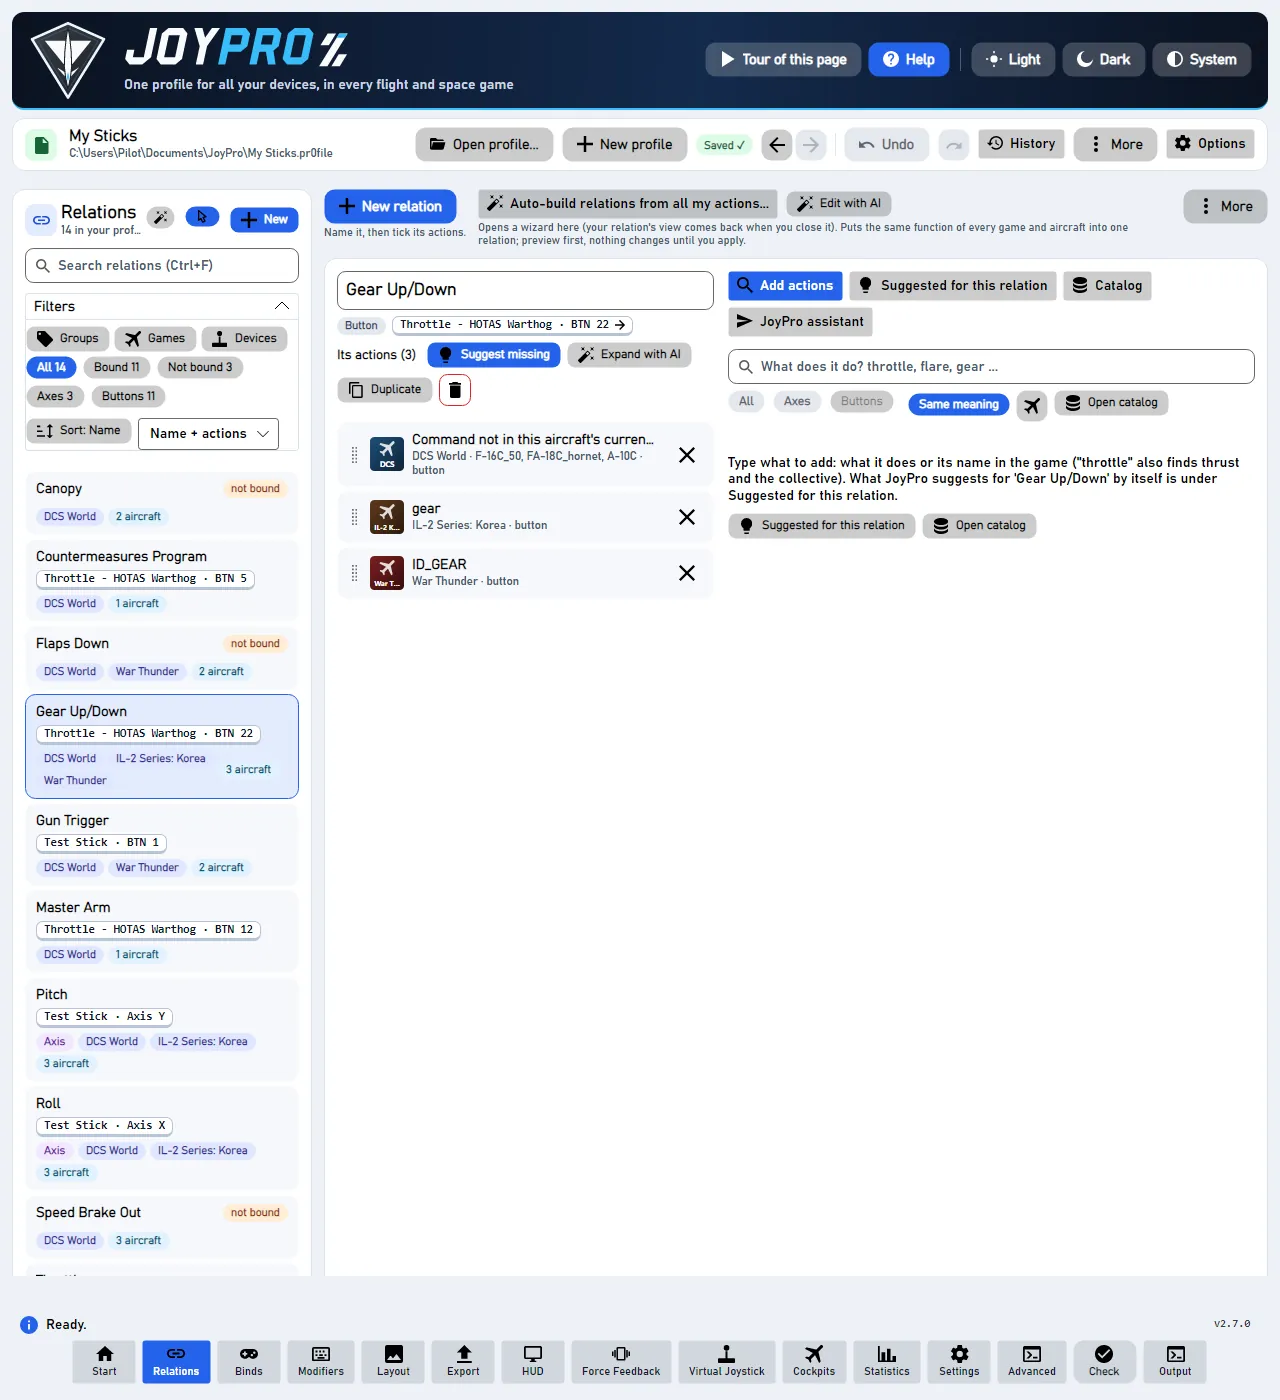 JOYPRO
One profile for all your devices, in every flight and space game
Tour of this page
Help
Light
Dark
System
My Sticks
C:\Users\Pilot\Documents\JoyPro\My Sticks.pr0file
Open profile...
New profile
Saved ✓
Undo
History
More
Options
Relations
14 in your prof...
New
Search relations (Ctrl+F)
Filters
Groups
Games
Devices
All 14
Bound 11
Not bound 3
Axes 3
Buttons 11
Sort: Name
Name + actions
Canopy
not bound
DCS World
2 aircraft
Countermeasures Program
Throttle - HOTAS Warthog · BTN 5
DCS World
1 aircraft
Flaps Down
not bound
DCS World
War Thunder
2 aircraft
Gear Up/Down
Throttle - HOTAS Warthog · BTN 22
DCS World
IL-2 Series: Korea
War Thunder
3 aircraft
Gun Trigger
Test Stick · BTN 1
DCS World
War Thunder
2 aircraft
Master Arm
Throttle - HOTAS Warthog · BTN 12
DCS World
1 aircraft
Pitch
Test Stick · Axis Y
Axis
DCS World
IL-2 Series: Korea
3 aircraft
Roll
Test Stick · Axis X
Axis
DCS World
IL-2 Series: Korea
3 aircraft
Speed Brake Out
not bound
DCS World
3 aircraft
New relation
Name it, then tick its actions.
Auto-build relations from all my actions...
Edit with AI
Opens a wizard here (your relation's view comes back when you close it). Puts the same function of every game and aircraft into one
relation; preview first, nothing changes until you apply.
More
Gear Up/Down
Button
Throttle - HOTAS Warthog · BTN 22 →
Its actions (3)
Suggest missing
Expand with AI
Duplicate
DCS
Command not in this aircraft's curren...
DCS World · F-16C_50, FA-18C_hornet, A-10C ·
button
IL-2 K...
gear
IL-2 Series: Korea · button
War T...
ID_GEAR
War Thunder · button
Add actions
Suggested for this relation
Catalog
JoyPro assistant
What does it do? throttle, flare, gear ...
All
Axes
Buttons
Same meaning
Open catalog
Type what to add: what it does or its name in the game ("throttle" also finds thrust
and the collective). What JoyPro suggests for 'Gear Up/Down' by itself is under
Suggested for this relation.
Suggested for this relation
Open catalog
Ready.
v2.7.0
Start
Relations
Binds
Modifiers
Layout
Export
HUD
Force Feedback
Virtual Joystick
Cockpits
Statistics
Settings
Advanced
Check
Output